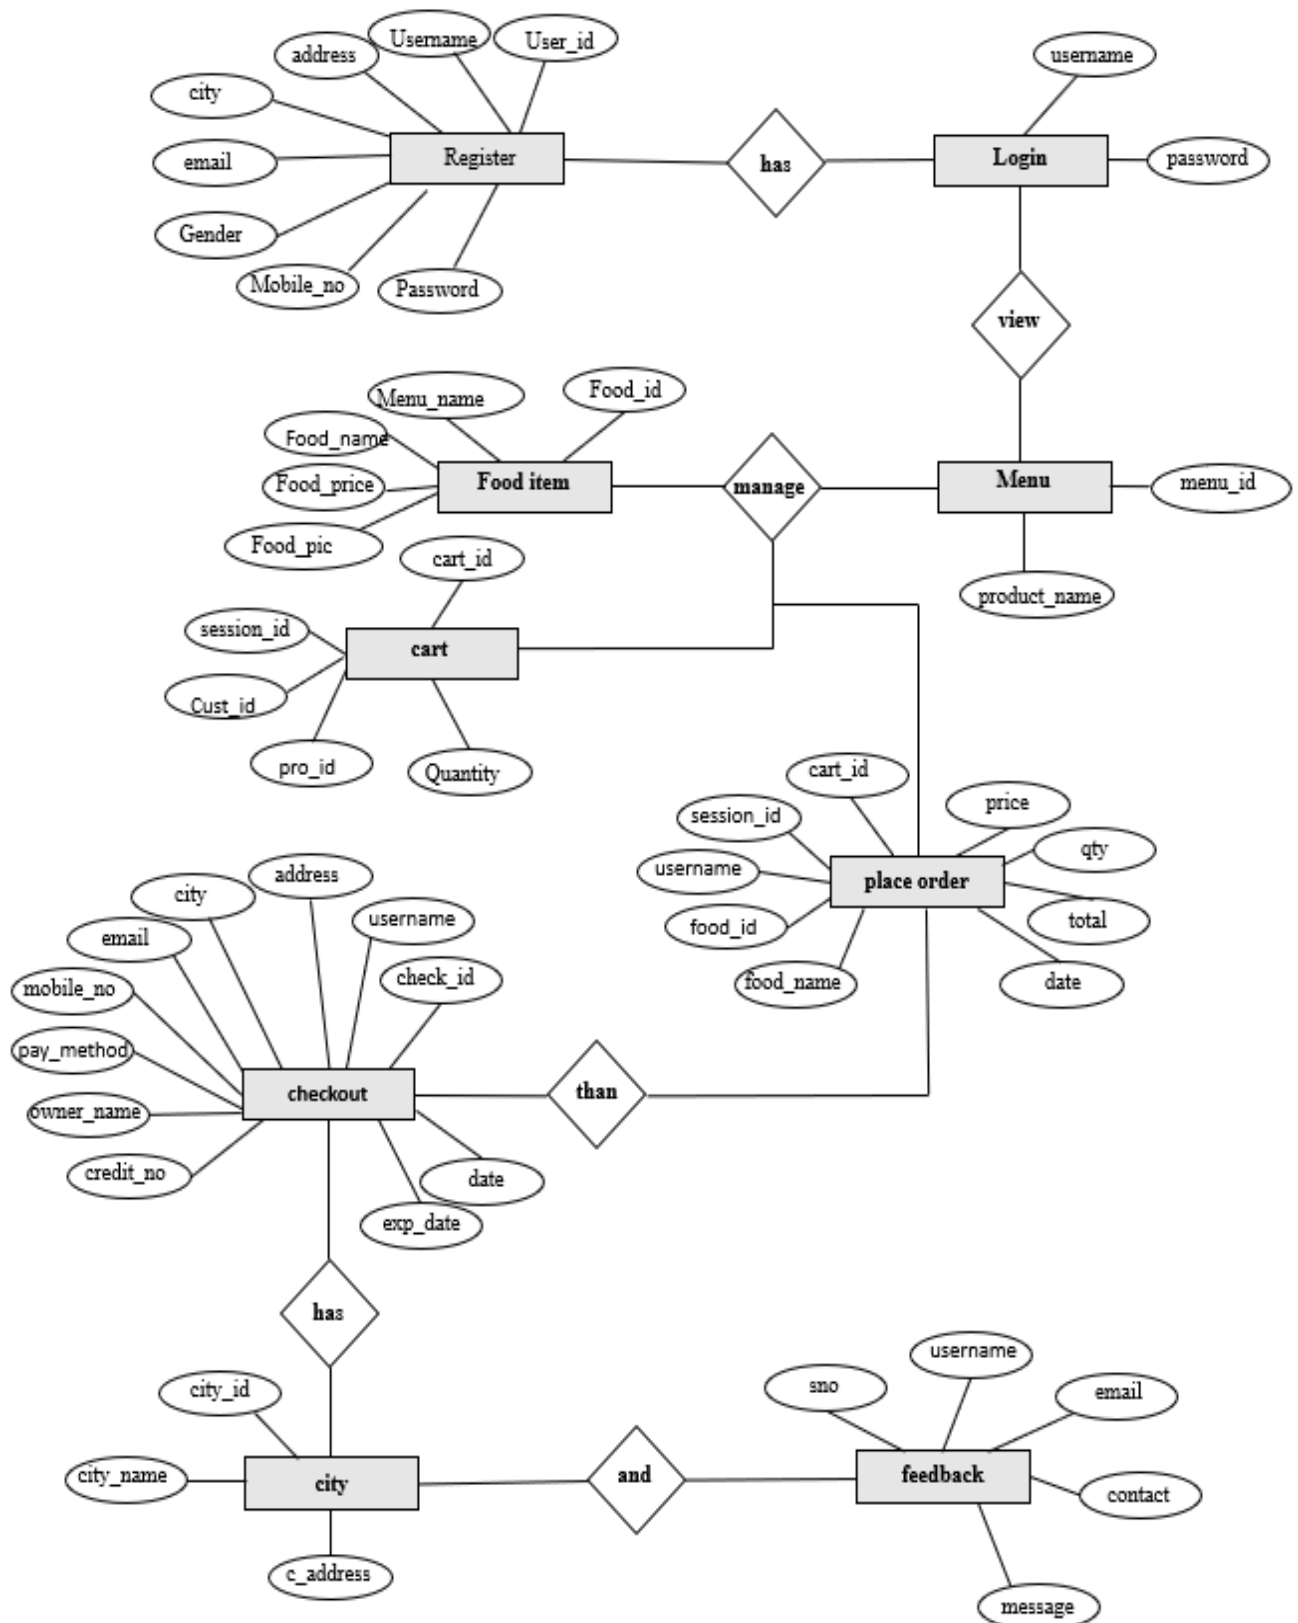 Username
User_id
address
username
city
Register
has
Login
password
email
Gender
Mobile_no
Password
view
Menu_name
Food_id
Food_name
Food_price
Food item
manage
Menu
menu_id
Food_pic
cart_id
product_name
session_id
cart
Cust_id
pro_id
Quantity
cart_id
price
session_id
qty
username
place order
food_id
total
food_name
date
address
city
username
email
check_id
mobile_no
pay_method
checkout
than
owner_name
credit_no
date
exp_date
has
city_id
sno
username
email
city_name
city
and
feedback
contact
c_address
message